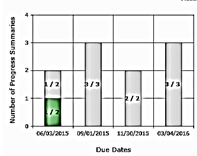 4
3
2
1
0
Number of Progress Summaries
1 / 2
1 / 2
3 / 3
2 / 2
3 / 3
06/03/2015
09/01/2015
11/30/2015
03/04/2016
Due Dates